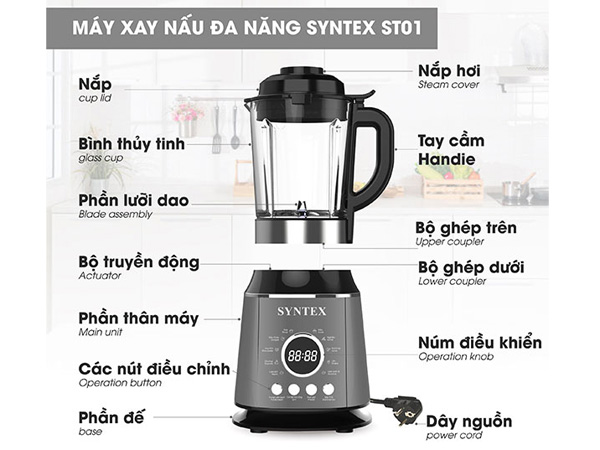 MÁY XAY NẤU ĐA NĂNG SYNTEX ST01
Nắp
cup lid
Bình thủy tinh
glass cup
Phần lưỡi dao
Blade assembly
Bộ truyền động
Actuator
Phần thân máy
Main unit
Các nút điều chỉnh
Operation button
Phần đế
base
Nắp hơi
Steam cover
Tay cầm
Handie
Bộ ghép trên
Upper coupler
Bộ ghép dưới
Lower coupler
Núm điều khiển
Operation knob
Dây nguồn
power cord
SYNTEX
88:88